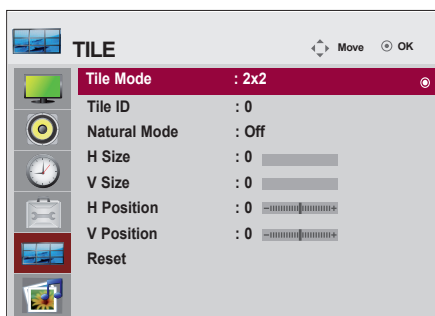 TILE Move OK
Tile Mode : 2x2
Tile ID : 0
Natural Mode : Off
H Size : 0
V Size : 0
H Position : 0 - +
V Position : 0 - +
Reset